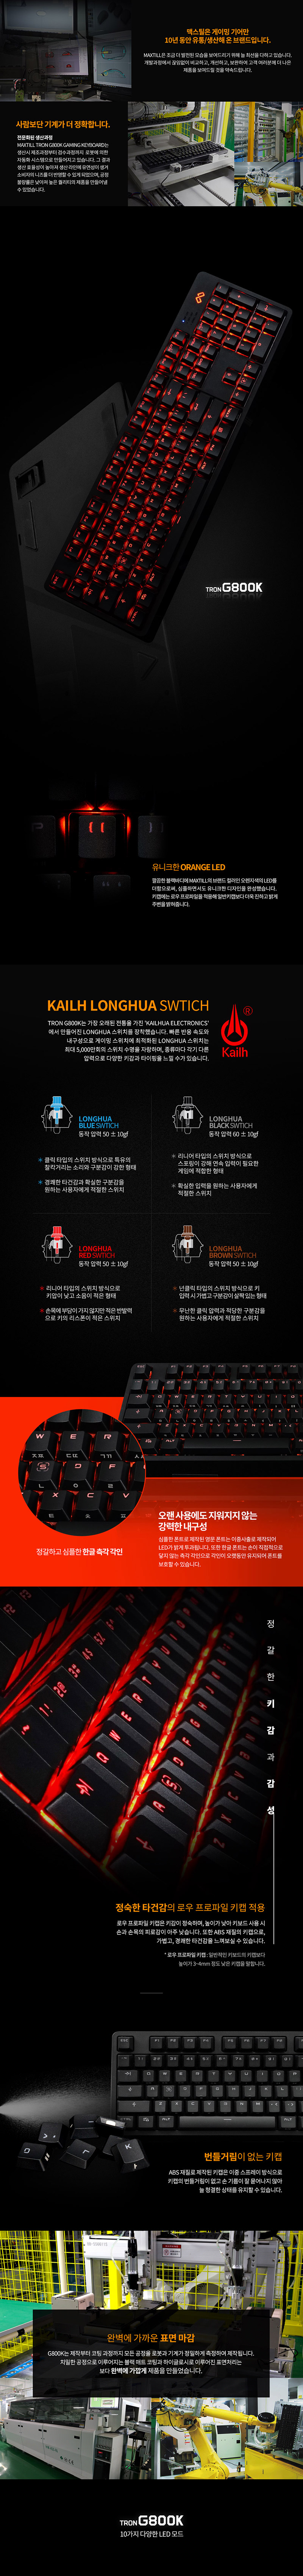 맥스틸은 게이밍 기어만
10년 동안 유통/생산해 온 브랜드입니다.
MAXTILL은 조금 더 발전한 모습을 보여드리기 위해 늘 최선을 다하고 있습니다.
개발과정에서 끊임없이 비교하고, 개선하고, 보완하여 고객 여러분께 더 나은
제품을 보여드릴 것을 약속드립니다.
사람보단 기계가 더 정확합니다.
전문화된 생산과정
MAXTILL TRON G800K GAMING KEYBOARD는
생산시 제조과정부터 검수과정까지 로봇에 의한
자동화 시스템으로 만들어지고 있습니다. 그 결과
생산 효율성이 높아져 생산 라인에 유연성이 생겨
소비자의 니즈를 더 반영할 수 있게 되었으며, 공정
불량률은 낮아져 높은 퀄리티의 제품을 만들어낼
수 있었습니다.
TRON G800K
유니크한 ORANGE LED
깔끔한 블랙바디에 MAXTILL의 브랜드 컬러인 오렌지색의 LED를
더함으로써, 심플하면서도 유니크한 디자인을 완성했습니다.
키캡에는 로우 프로파일을 적용해 일반키캡보다 더욱 진하고 밝게
주변을 밝혀줍니다.
KAILH LONGHUA SWTICH
TRON G800K는 가장 오래된 전통을 가진 'KAILHUA ELECTRONICS'
에서 만들어진 LONGHUA 스위치를 장착했습니다. 빠른 반응 속도와
내구성으로 게이밍 스위치에 최적화된 LONGHUA 스위치는
최대 5,000만회의 스위치 수명을 지향하며, 종류마다 각기 다른
압력으로 다양한 키감과 타이핑을 느낄 수가 있습니다.
Kailh
®
LONGHUA
BLUE SWTICH
동작 압력 50 ± 10gf
* 클릭 타입의 스위치 방식으로 특유의
찰칵거리는 소리와 구분감이 강한 형태
* 경쾌한 타건감과 확실한 구분감을
원하는 사용자에게 적절한 스위치
LONGHUA
BLACK SWTICH
동작 압력 60 ± 10gf
* 리니어 타입의 스위치 방식으로
스프링이 강해 연속 입력이 필요한
게임에 적합한 형태
* 확실한 입력을 원하는 사용자에게
적절한 스위치
LONGHUA
RED SWTICH
동작 압력 50 ± 10gf
* 리니어 타입의 스위치 방식으로
키압이 낮고 소음이 적은 형태
* 손목에 부담이 가지 않지만 적은 반발력
으로 키의 리스폰이 적은 스위치
LONGHUA
BROWN SWTICH
동작 압력 50 ± 10gf
* 넌클릭 타입의 스위치 방식으로 키
압력 시 가볍고 구분감이 살짝 있는 형태
* 무난한 클릭 압력과 적당한 구분감을
원하는 사용자에게 적절한 스위치
W E R
S
X C V
정갈하고 심플한 한글 측각 각인
오랜 사용에도 지워지지 않는
강력한 내구성
심플한 폰트로 제작된 영문 폰트는 이중사출로 제작되어
LED가 밝게 투과됩니다. 또한 한글 폰트는 손이 직접적으로
닿지 않는 측각 각인으로 각인이 오랫동안 유지되어 폰트를
보호할 수 있습니다.
정갈한 키감과 감성
정숙한 타건감의 로우 프로파일 키캡 적용
로우 프로파일 키캡은 키감이 정숙하며, 높이가 낮아 키보드 사용 시
손과 손목의 피로감이 아주 낮습니다. 또한 ABS 재질의 키캡으로,
가볍고, 경쾌한 타건감을 느껴보실 수 있습니다.
* 로우 프로파일 키캡 : 일반적인 키보드의 키캡보다
높이가 3~4mm 정도 낮은 키캡을 말합니다.
번들거림이 없는 키캡
ABS 재질로 제작된 키캡은 이중 스프레이 방식으로
키캡의 번들거림이 없고 손 기름이 잘 묻어나지 않아
늘 청결한 상태를 유지할 수 있습니다.
완벽에 가까운 표면 마감
G800K는 제작부터 코팅 과정까지 모든 공정을 로봇과 기계가 정밀하게 측정하여 제작됩니다.
치밀한 공정으로 이루어지는 블랙 매트 코팅과 하이글로시로 이루어진 표면처리는
보다 완벽에 가깝게 제품을 만들었습니다.
TRON G800K
10가지 다양한 LED 모드